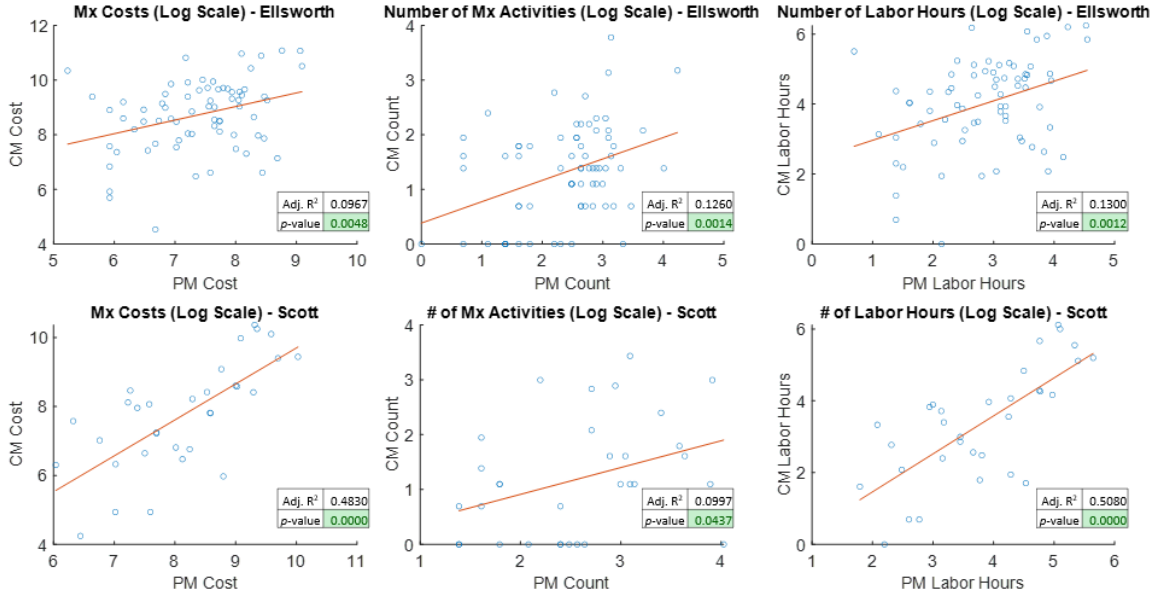 Mx Costs (Log Scale) - Ellsworth
12
10
8
6
4
CM Cost
5 6 7 8 9 10
PM Cost
Adj. R² 0.0967
p-value 0.0048
Number of Mx Activities (Log Scale) - Ellsworth
4
3
2
1
0
CM Count
0 1 2 3 4 5
PM Count
Adj. R² 0.1260
p-value 0.0014
Number of Labor Hours (Log Scale) - Ellsworth
6
4
2
0
CM Labor Hours
0 1 2 3 4 5
PM Labor Hours
Adj. R² 0.1300
p-value 0.0012
Mx Costs (Log Scale) - Scott
10
8
6
4
CM Cost
6 7 8 9 10 11
PM Cost
Adj. R² 0.4830
p-value 0.0000
# of Mx Activities (Log Scale) - Scott
4
3
2
1
0
CM Count
1 2 3 4
PM Count
Adj. R² 0.0997
p-value 0.0437
# of Labor Hours (Log Scale) - Scott
6
4
2
0
CM Labor Hours
1 2 3 4 5 6
PM Labor Hours
Adj. R² 0.5080
p-value 0.0000